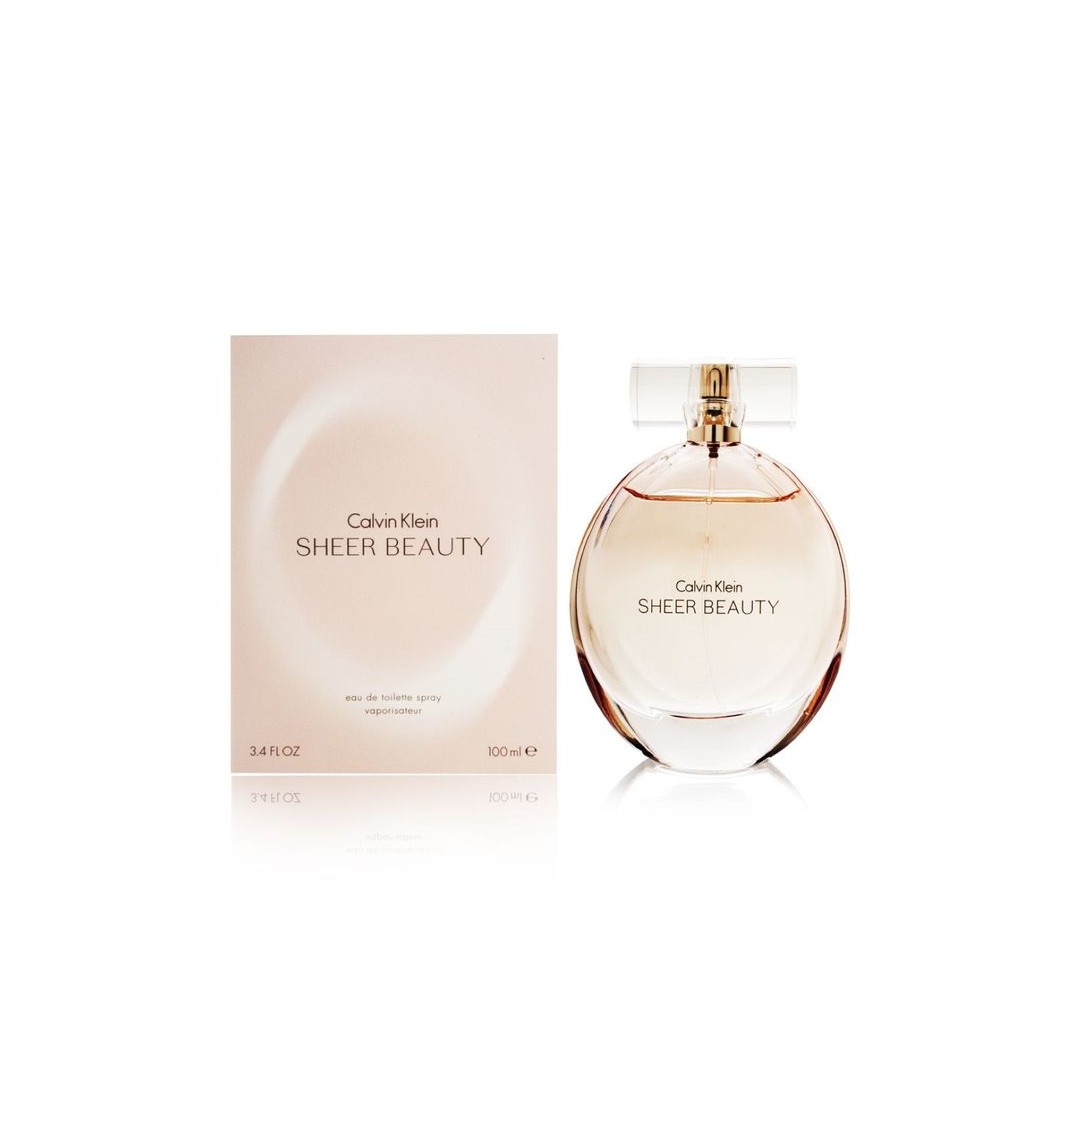 Calvin Klein
SHEER BEAUTY
eau de toilette spray
vaporisateur
3.4 FL OZ
100 ml ℮
Calvin Klein
SHEER BEAUTY